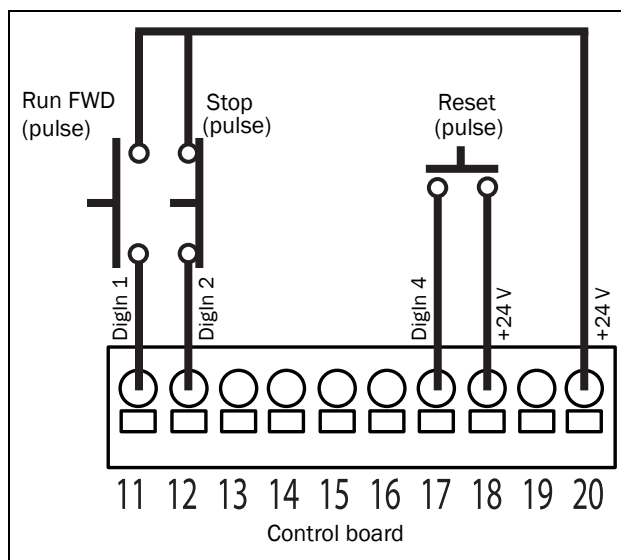 Run FWD
(pulse)
Stop
(pulse)
Reset
(pulse)
DigIn 1
DigIn 2
DigIn 4
+24 V
+24 V
11 12 13 14 15 16 17 18 19 20
Control board